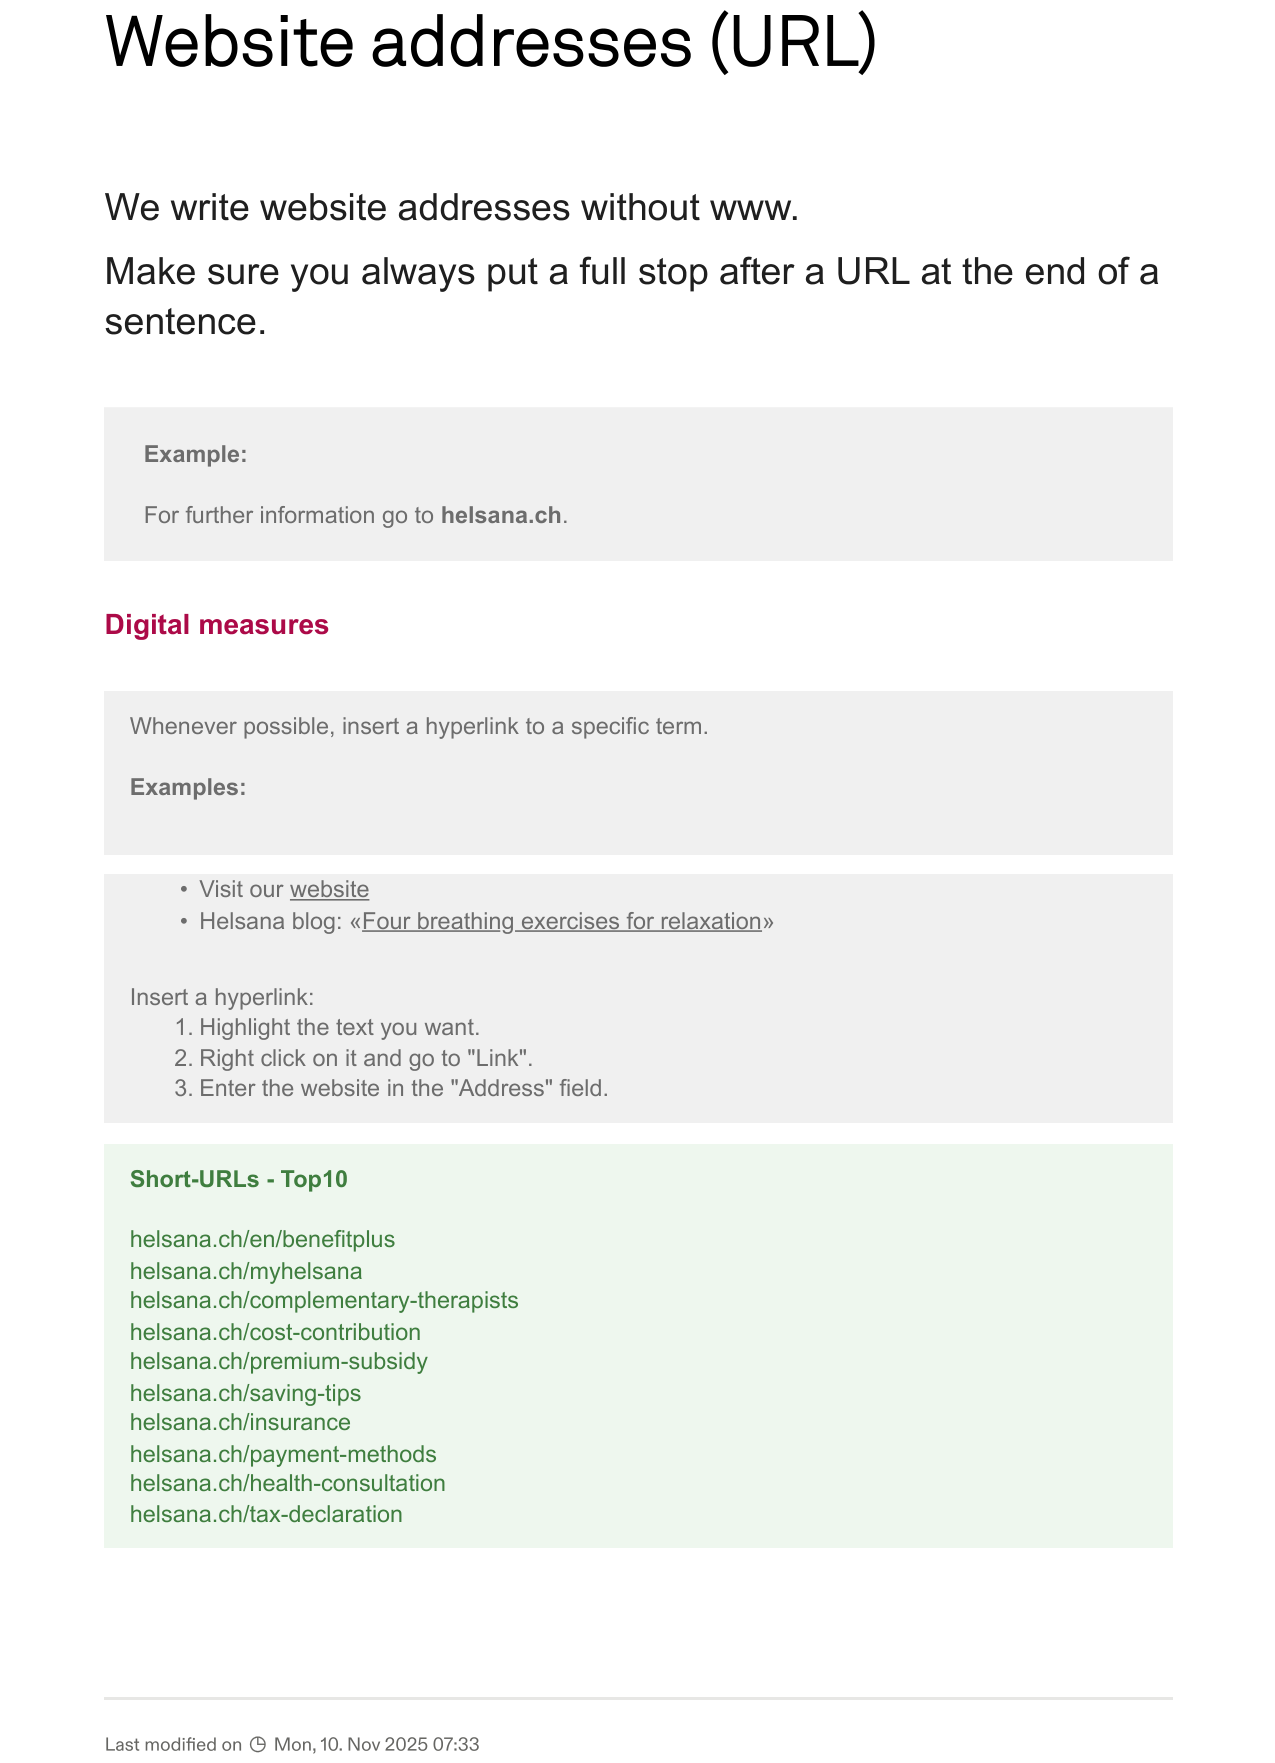 Website addresses (URL)
We write website addresses without www.
Make sure you always put a full stop after a URL at the end of a
sentence.
Example:
For further information go to helsana.ch.
Digital measures
Whenever possible, insert a hyperlink to a specific term.
Examples:
• Visit our website
• Helsana blog: «Four breathing exercises for relaxation»
Insert a hyperlink:
1. Highlight the text you want.
2. Right click on it and go to "Link".
3. Enter the website in the "Address" field.
Short-URLs - Top10
helsana.ch/en/benefitplus
helsana.ch/myhelsana
helsana.ch/complementary-therapists
helsana.ch/cost-contribution
helsana.ch/premium-subsidy
helsana.ch/saving-tips
helsana.ch/insurance
helsana.ch/payment-methods
helsana.ch/health-consultation
helsana.ch/tax-declaration
Last modified on Mon, 10. Nov 2025 07:33